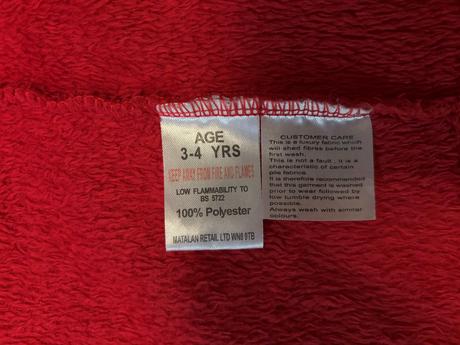 AGE
3-4 YRS
KEEP AWAY FROM FIRE AND FLAMES
LOW FLAMMABILITY TO
BS 5722
100% Polyester
MATALAN RETAIL LTD WN8 9TB
CUSTOMER CARE
This is a luxury fabric which
will shed fibres before the
first wash.
This is not a fault , it is a
characteristic of certain
pile fabrics.
It is therefore recommended
that this garment is washed
prior to wear followed by
low tumble drying where
possible.
Always wash with similar
colours.